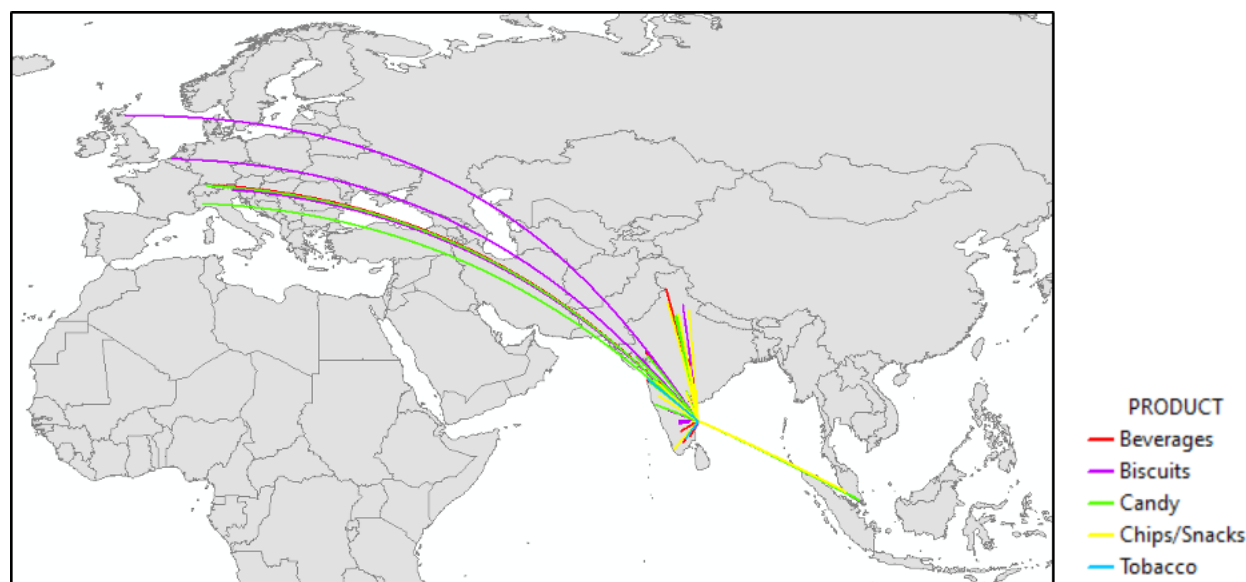 PRODUCT
Beverages
Biscuits
Candy
Chips/Snacks
Tobacco